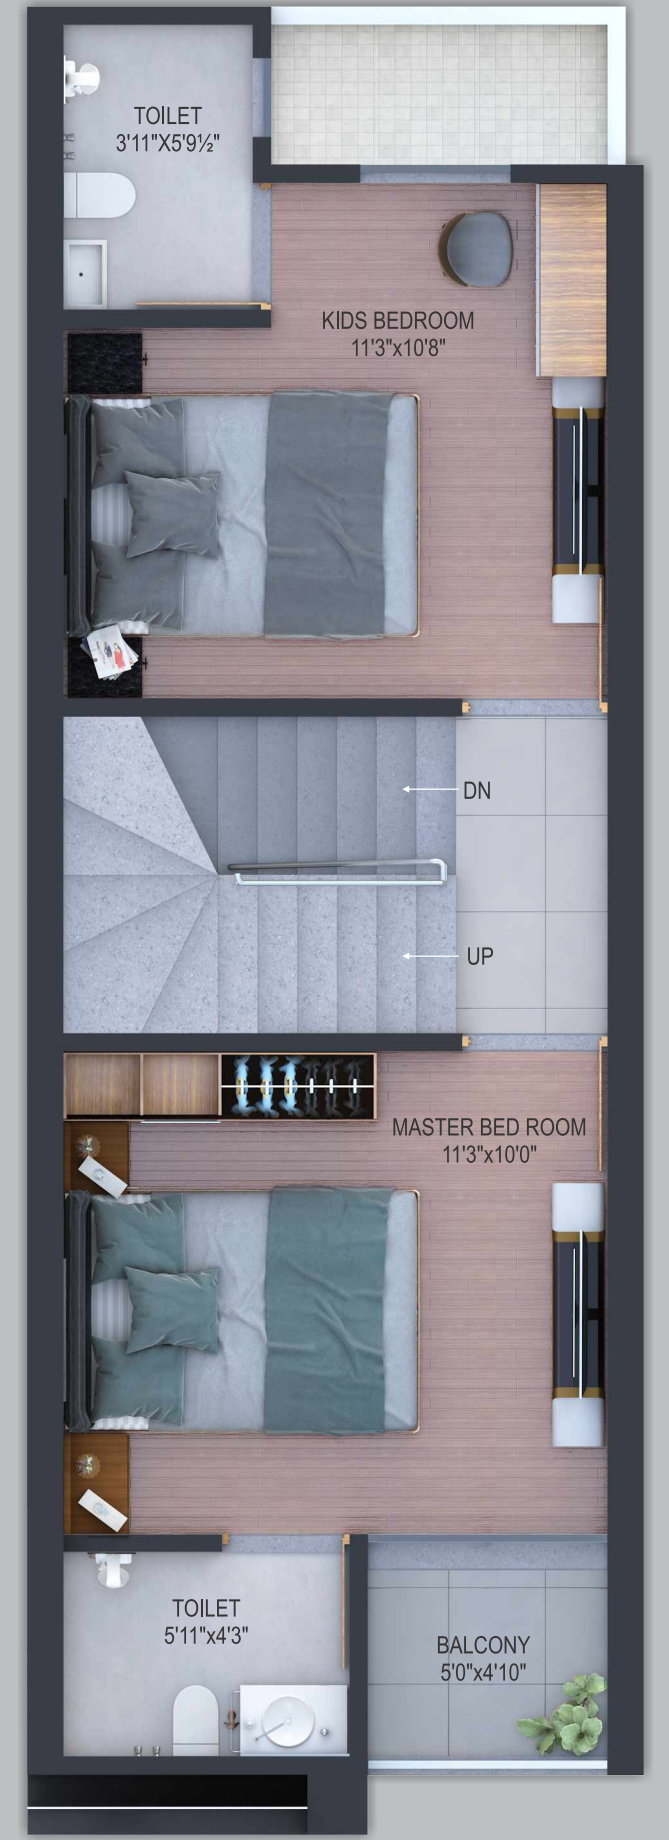 TOILET
3'11"X5'9½"
KIDS BEDROOM
11'3"x10'8"
DN
UP
MASTER BED ROOM
11'3"x10'0"
TOILET
5'11"x4'3"
BALCONY
5'0"x4'10"